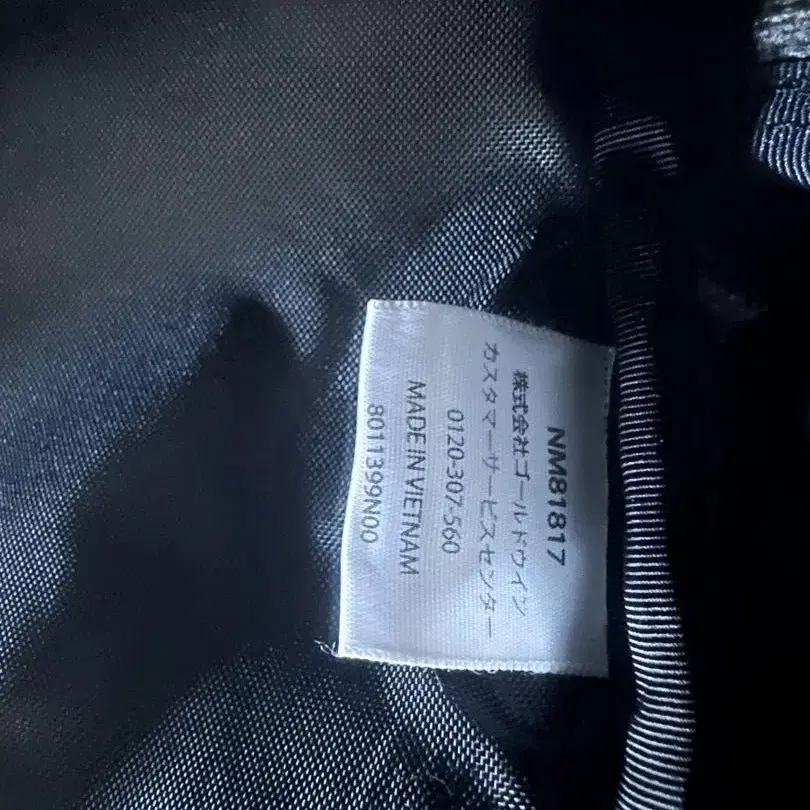 NM81817
株式会社ゴールドウイン
カスタマーサービスセンター
0120-307-560
MADE IN VIETNAM
8011399N00